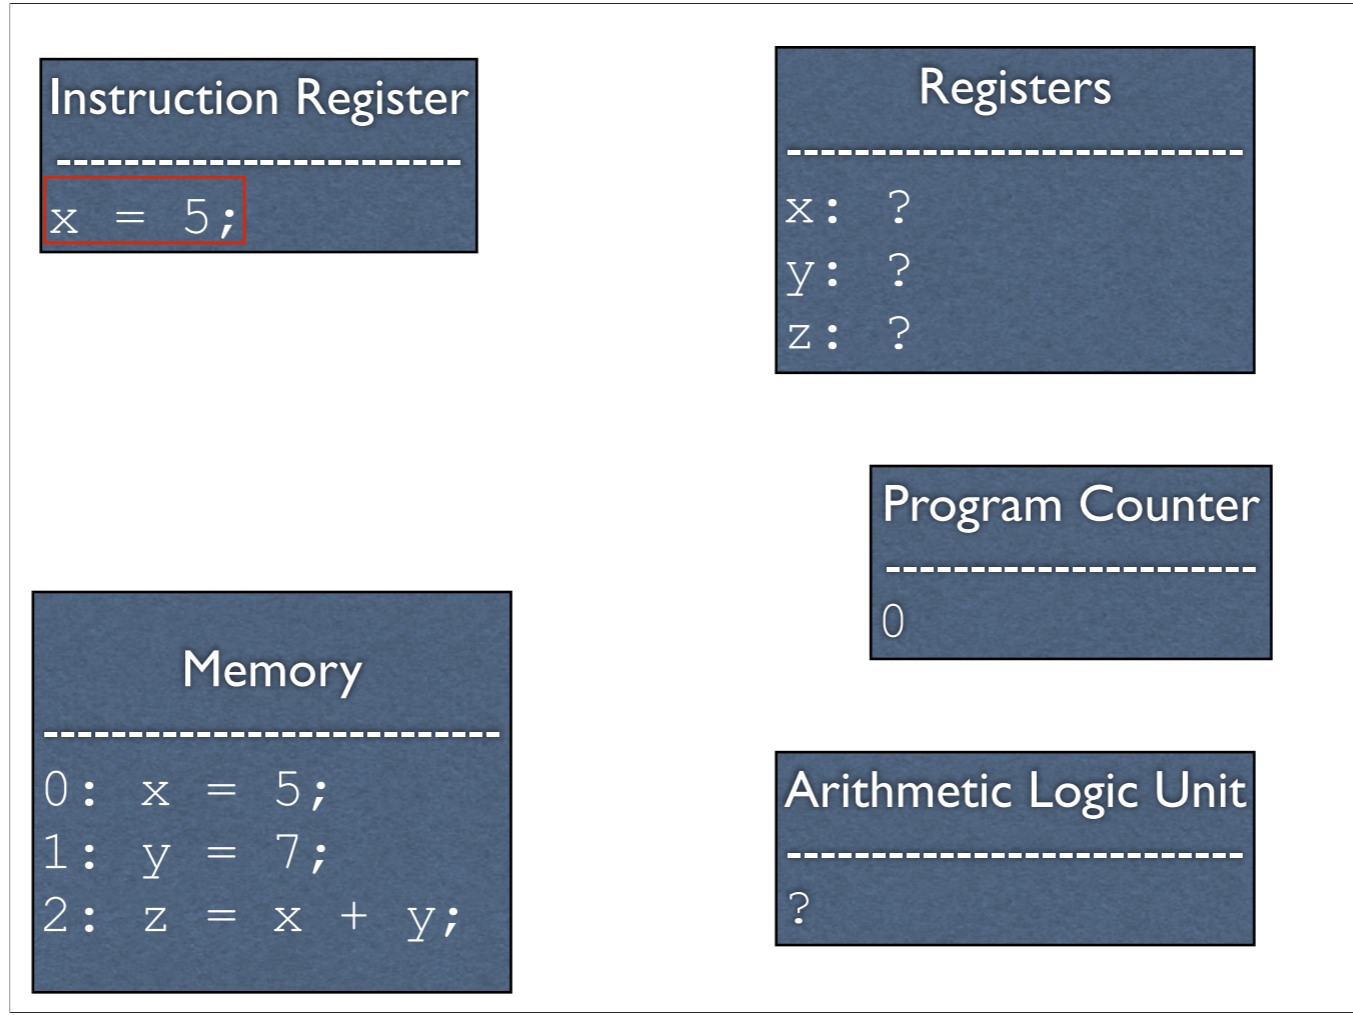 Instruction Register
------------------------
x = 5;
Registers
---------------------------
x: ?
y: ?
z: ?
Program Counter
----------------------
0
Memory
---------------------------
0: x = 5;
1: y = 7;
2: z = x + y;
Arithmetic Logic Unit
---------------------------
?